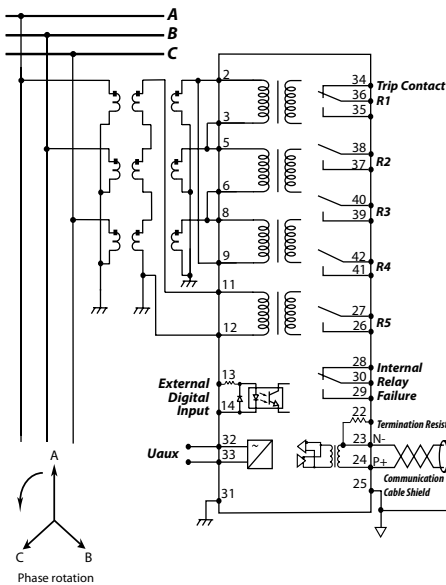 A
B
C
2
3
5
6
8
9
11
12
34
Trip Contact
36
R1
35
38
R2
37
40
R3
39
42
R4
41
27
R5
26
28
Internal
30
Relay
29
Failure
External
Digital
Input
13
14
22
Termination Resist
23
N-
24
P+
Communication
Cable Shield
25
Uaux
32
33
~
=
31
A
C
B
Phase rotation